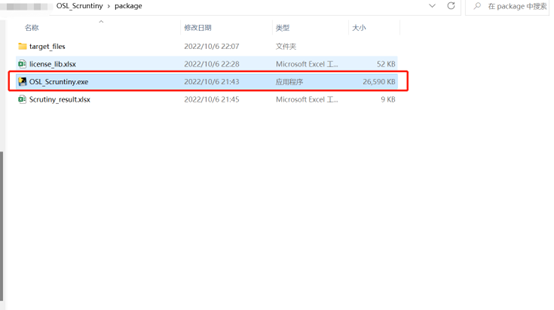 OSL_Scruntiny > package 在 package 中搜索
名称 修改日期 类型 大小
target_files 2022/10/6 22:07 文件夹
license_lib.xlsx 2022/10/6 22:28 Microsoft Excel 工... 52 KB
OSL_Scruntiny.exe 2022/10/6 21:43 应用程序 26,590 KB
Scrutiny_result.xlsx 2022/10/6 21:45 Microsoft Excel 工... 9 KB